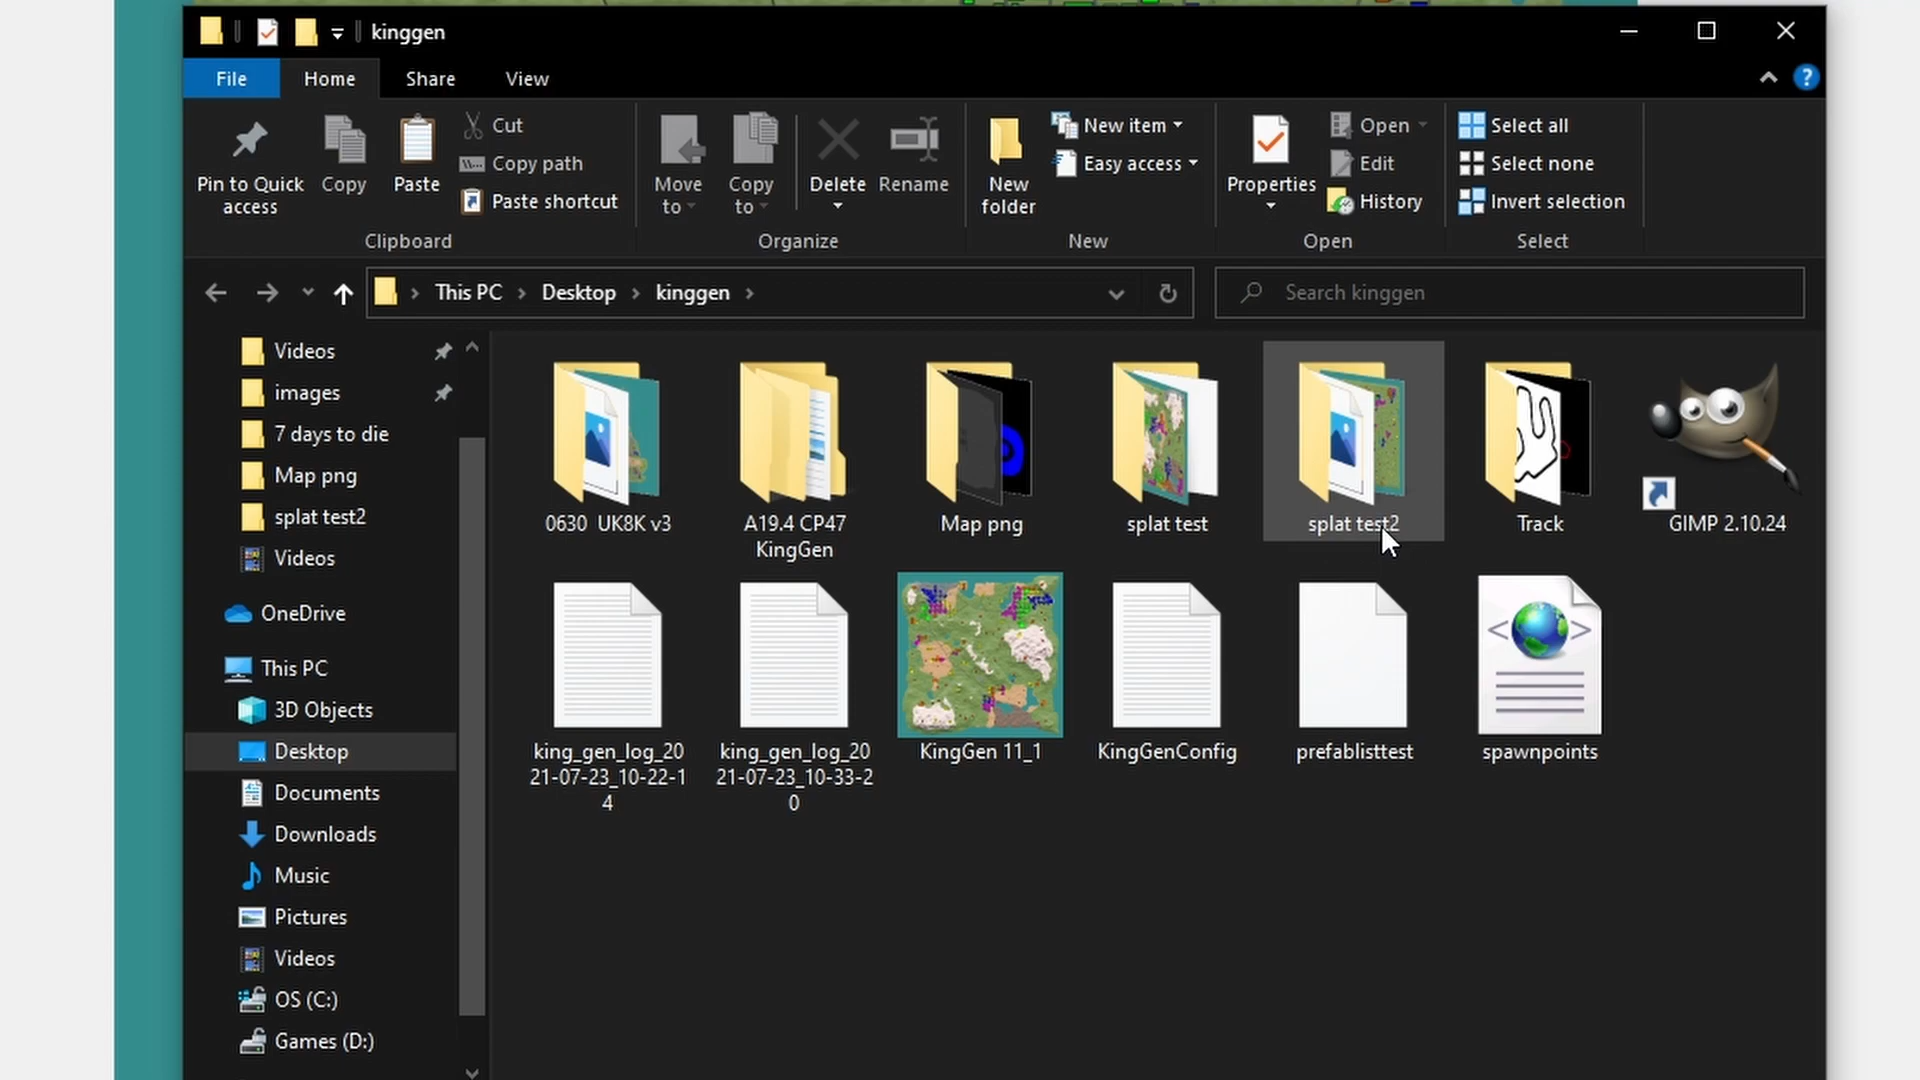 kinggen
File
Home
Share
View
?
Pin to Quick
access
Copy
Paste
Cut
Copy path
Paste shortcut
Clipboard
Move
to
Copy
to
Delete
Rename
Organize
New
folder
New item
Easy access
New
Properties
Open
Edit
History
Open
Select all
Select none
Invert selection
Select
This PC
Desktop
kinggen
Search kinggen
Videos
images
7 days to die
Map png
splat test2
Videos
OneDrive
This PC
3D Objects
Desktop
Documents
Downloads
Music
Pictures
Videos
OS (C:)
Games (D:)
0630 UK8K v3
A19.4 CP47
KingGen
Map png
splat test
splat test2
Track
GIMP 2.10.24
king_gen_log_20
21-07-23_10-22-1
4
king_gen_log_20
21-07-23_10-33-2
0
KingGen 11_1
KingGenConfig
prefablisttest
spawnpoints